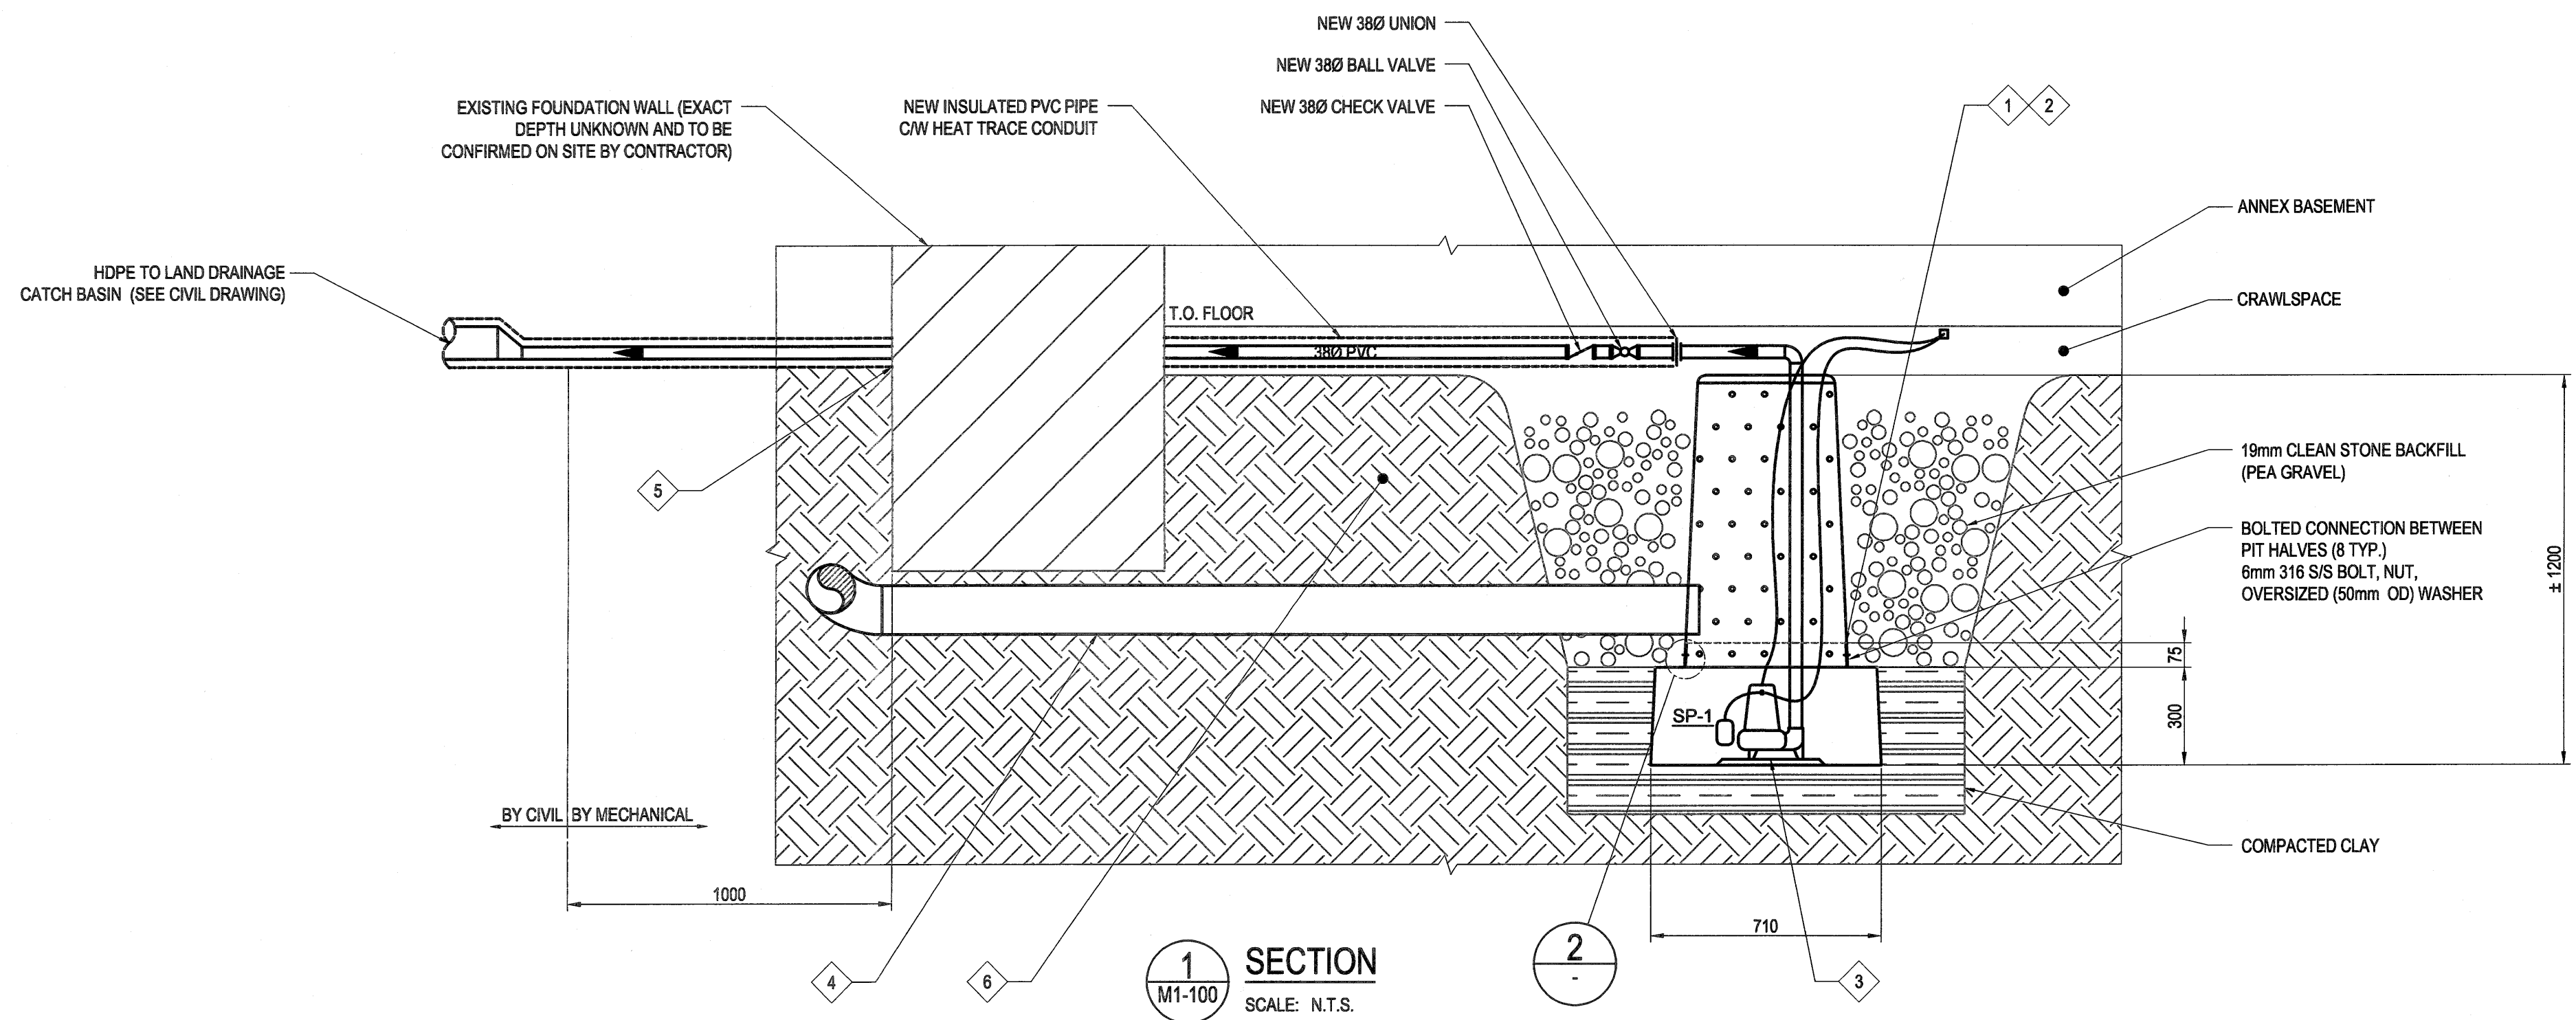 NEW 38Ø UNION
NEW 38Ø BALL VALVE
NEW 38Ø CHECK VALVE
EXISTING FOUNDATION WALL (EXACT
DEPTH UNKNOWN AND TO BE
CONFIRMED ON SITE BY CONTRACTOR)
NEW INSULATED PVC PIPE
C/W HEAT TRACE CONDUIT
1
2
ANNEX BASEMENT
HDPE TO LAND DRAINAGE
CATCH BASIN (SEE CIVIL DRAWING)
CRAWLSPACE
T.O. FLOOR
38Ø PVC
19mm CLEAN STONE BACKFILL
(PEA GRAVEL)
5
BOLTED CONNECTION BETWEEN
PIT HALVES (8 TYP.)
6mm 316 S/S BOLT, NUT,
OVERSIZED (50mm OD) WASHER
± 1200
75
300
SP-1
BY CIVIL
BY MECHANICAL
COMPACTED CLAY
1000
710
4
6
1
M1-100
SECTION
SCALE: N.T.S.
2
-
3